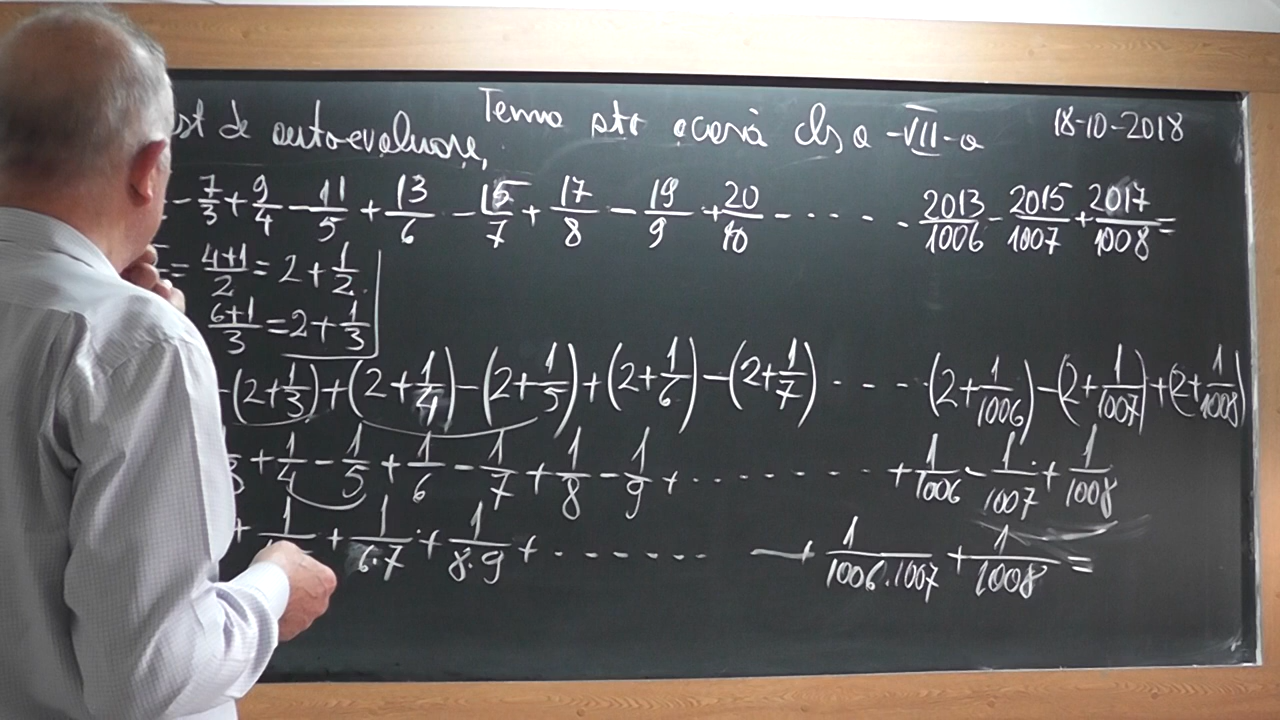 st de autoevaluare, Tema pt acasă cls a -VII-a 18-10-2018
- 7/3 + 9/4 - 11/5 + 13/6 - 15/7 + 17/8 - 19/9 + 20/10 - · · · · - 2013/1006 - 2015/1007 + 2017/1008 =
= 4+1/2 = 2 + 1/2
6+1/3 = 2 + 1/3
-(2+1/3) + (2+1/4) - (2+1/5) + (2+1/6) - (2+1/7) · - - - · (2+1/1006) - (2+1/1007) + (2+1/1008)
3 + 1/4 - 1/5 + 1/6 - 1/7 + 1/8 - 1/9 + · · · · · · · · + 1/1006 - 1/1007 + 1/1008
+ 1/ + 1/6·7 + 1/8·9 + · - - - - - - + 1/1006·1007 + 1/1008 =